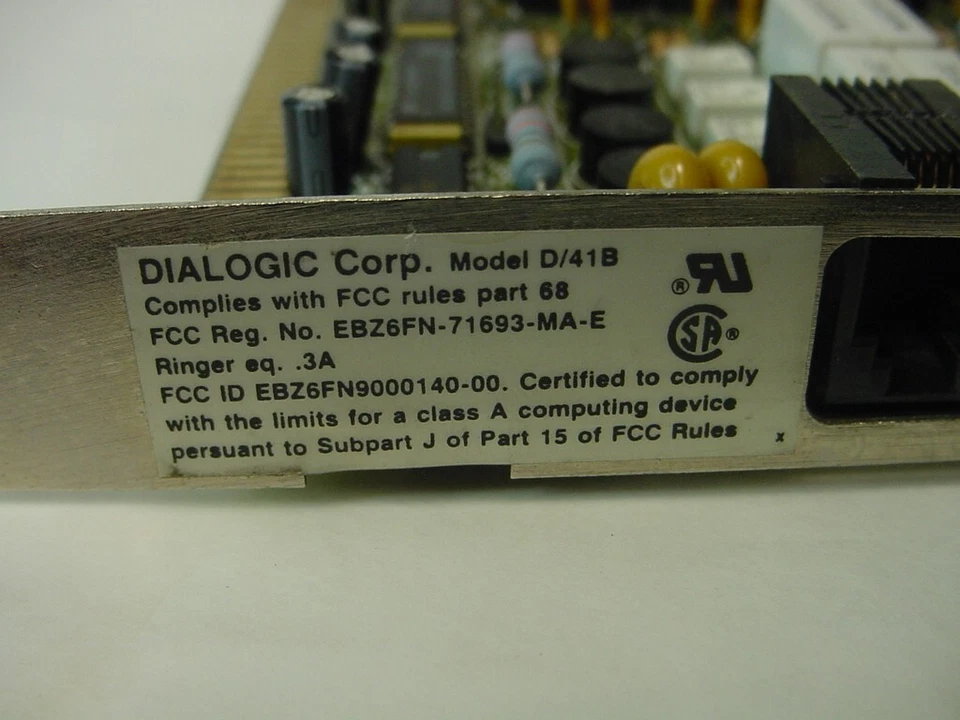 DIALOGIC Corp. Model D/41B
Complies with FCC rules part 68
FCC Reg. No. EBZ6FN-71693-MA-E
Ringer eq. .3A
FCC ID EBZ6FN9000140-00. Certified to comply
with the limits for a class A computing device
persuant to Subpart J of Part 15 of FCC Rules x
® RU
SA ®